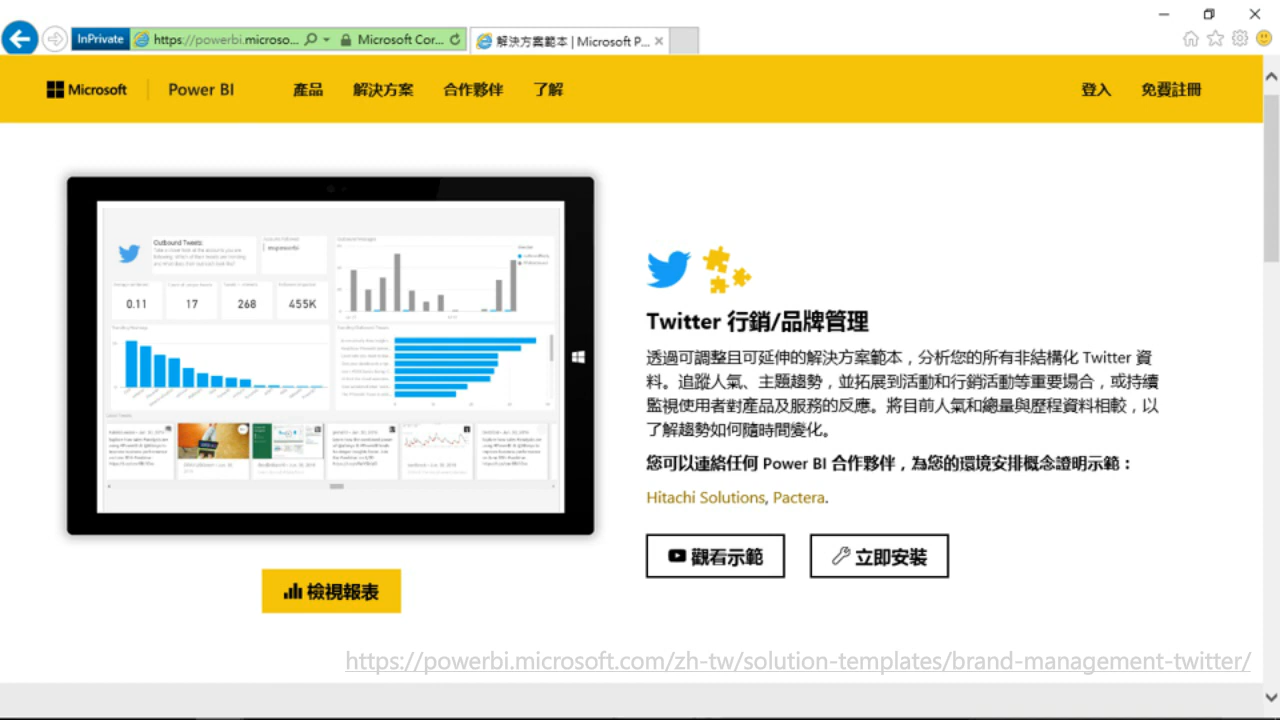 InPrivate
https://powerbi.microso...
Microsoft Cor...
解決方案範本 | Microsoft P...
Microsoft
Power BI
產品
解決方案
合作夥伴
了解
登入
免費註冊
Outbound Tweets:
0.11
17
268
455K
Twitter 行銷/品牌管理
透過可調整且可延伸的解決方案範本，分析您的所有非結構化 Twitter 資
料。追蹤人氣、主題趨勢，並拓展到活動和行銷活動等重要場合，或持續
監視使用者對產品及服務的反應。將目前人氣和總量與歷程資料相較，以
了解趨勢如何隨時間變化。
您可以連絡任何 Power BI 合作夥伴，為您的環境安排概念證明示範：
Hitachi Solutions, Pactera.
觀看示範
立即安裝
檢視報表
https://powerbi.microsoft.com/zh-tw/solution-templates/brand-management-twitter/